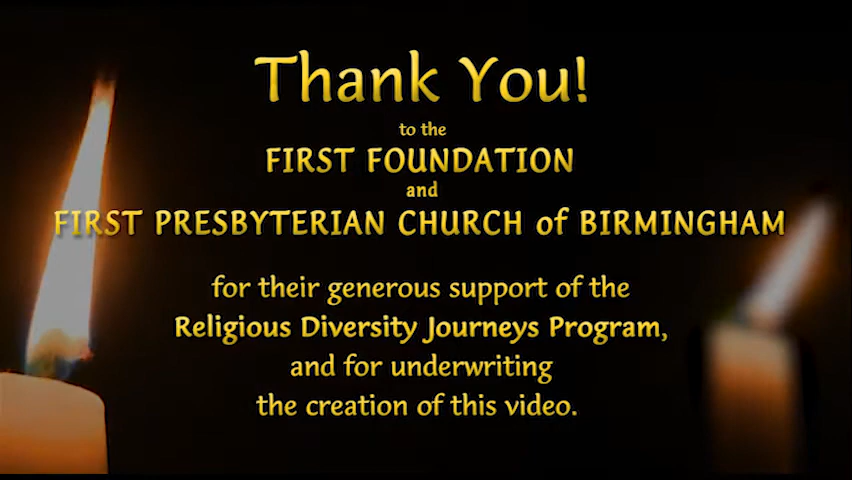 Thank You!
to the
FIRST FOUNDATION
and
FIRST PRESBYTERIAN CHURCH of BIRMINGHAM
for their generous support of the
Religious Diversity Journeys Program,
and for underwriting
the creation of this video.